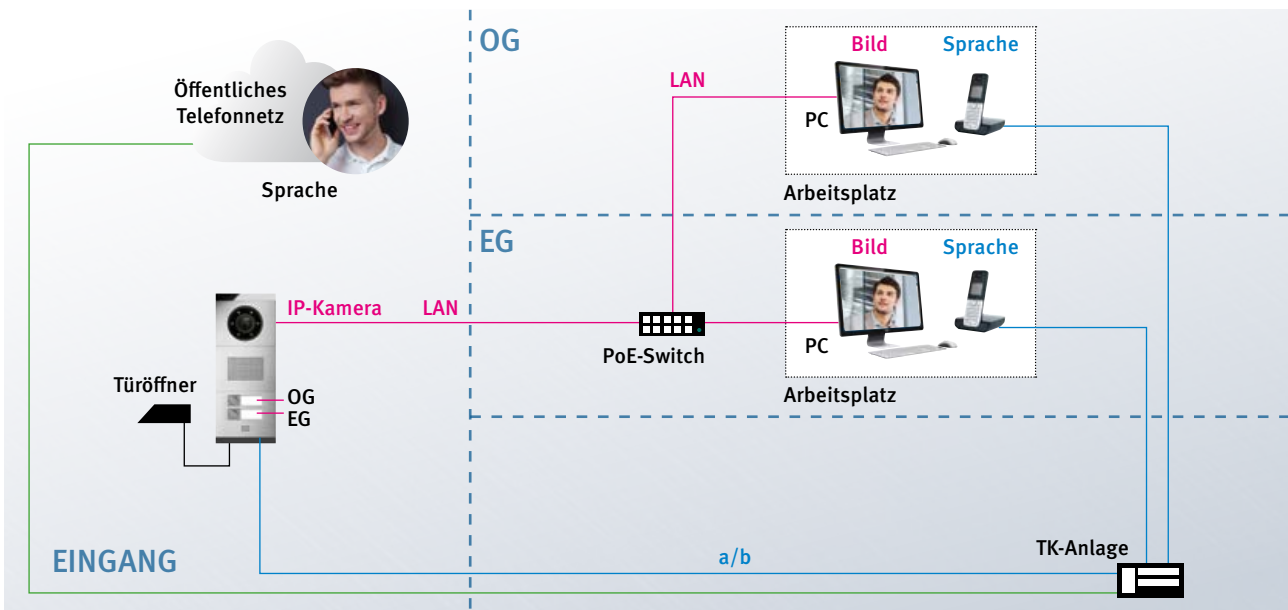 Öffentliches
Telefonnetz
Sprache
OG
LAN
Bild Sprache
PC
Arbeitsplatz
EG
Bild Sprache
PC
Arbeitsplatz
IP-Kamera LAN
PoE-Switch
Türöffner
OG
EG
EINGANG
a/b
TK-Anlage